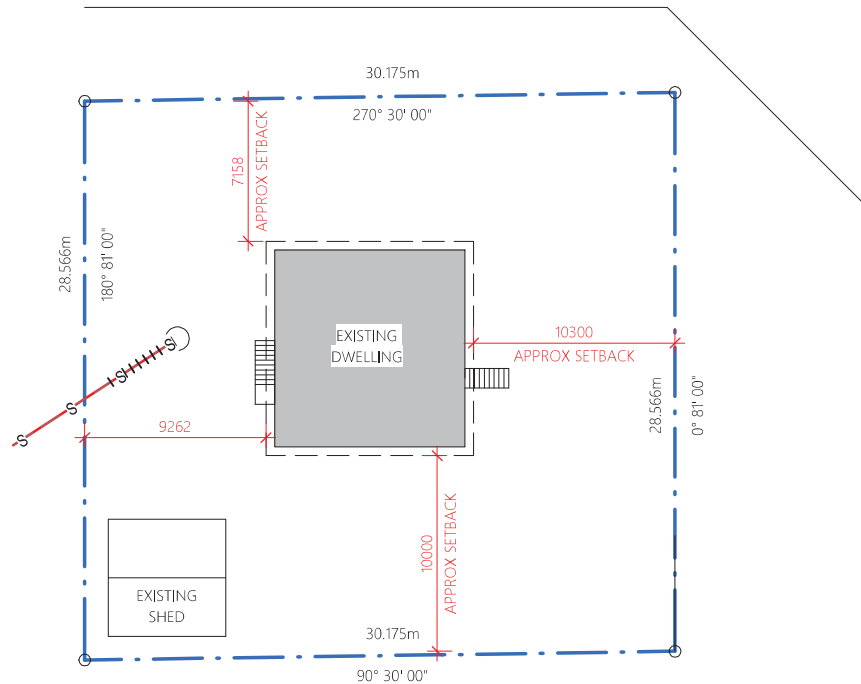 30.175m
270° 30' 00"
7158
APPROX SETBACK
28.566m
180° 81' 00"
EXISTING
DWELLING
10300
APPROX SETBACK
S
S
S
S
9262
28.566m
0° 81' 00"
10000
APPROX SETBACK
EXISTING
SHED
30.175m
90° 30' 00"